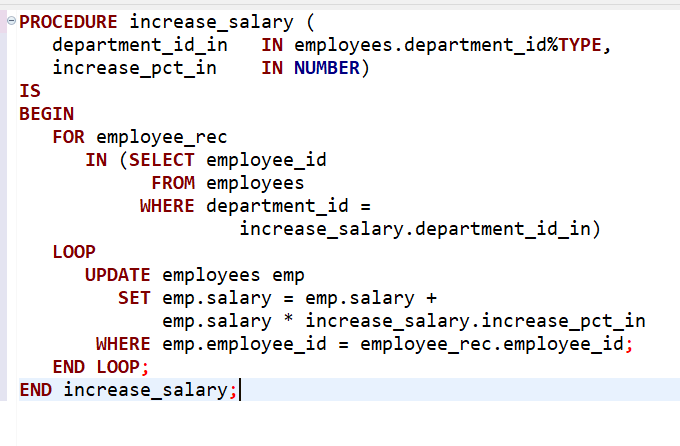 PROCEDURE increase_salary (
department_id_in IN employees.department_id%TYPE,
increase_pct_in IN NUMBER)
IS
BEGIN
FOR employee_rec
IN (SELECT employee_id
FROM employees
WHERE department_id =
increase_salary.department_id_in)
LOOP
UPDATE employees emp
SET emp.salary = emp.salary +
emp.salary * increase_salary.increase_pct_in
WHERE emp.employee_id = employee_rec.employee_id;
END LOOP;
END increase_salary;